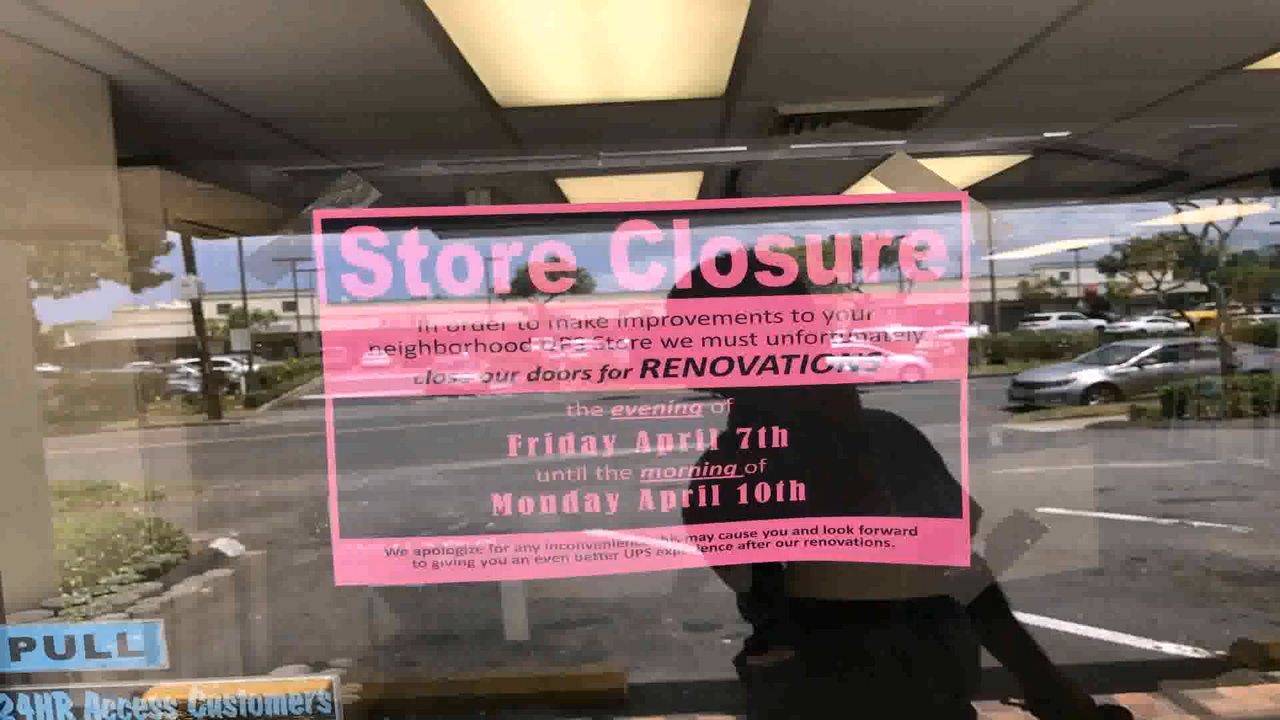 Store Closure
In order to make improvements to your
neighborhood UPS Store we must unfortunately
close our doors for RENOVATIONS
the evening of
Friday April 7th
until the morning of
Monday April 10th
We apologize for any inconvenience this may cause you and look forward
to giving you an even better UPS experience after our renovations.
PULL
24HR Access Customers